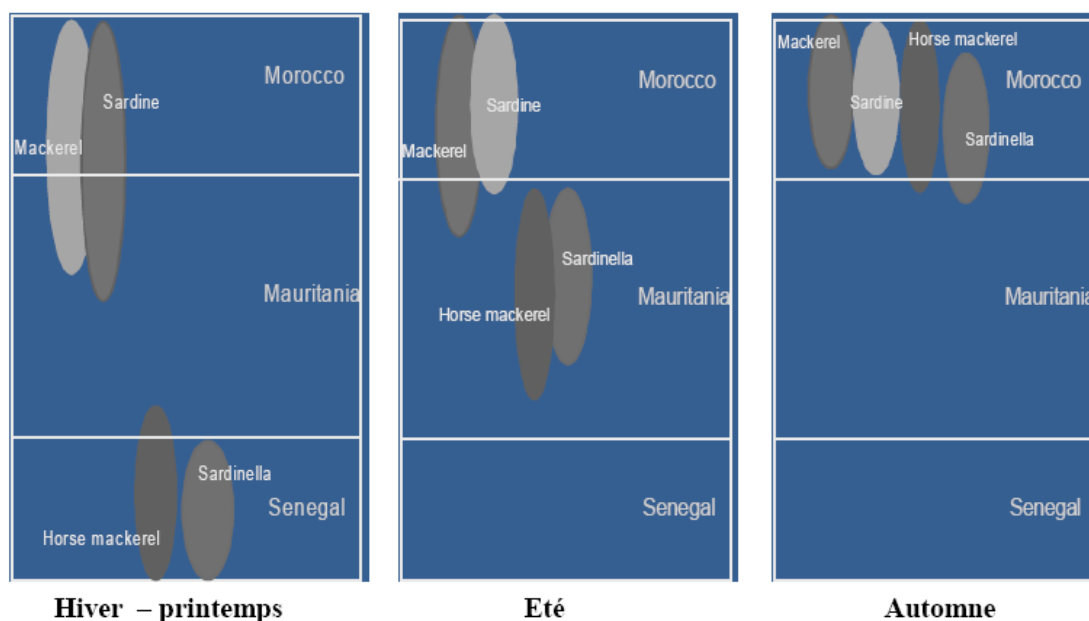 Morocco
Sardine
Mackerel
Mauritania
Sardinella
Senegal
Horse mackerel
Hiver – printemps
Morocco
Sardine
Mackerel
Sardinella
Mauritania
Horse mackerel
Senegal
Eté
Mackerel
Horse mackerel
Morocco
Sardine
Sardinella
Mauritania
Senegal
Automne